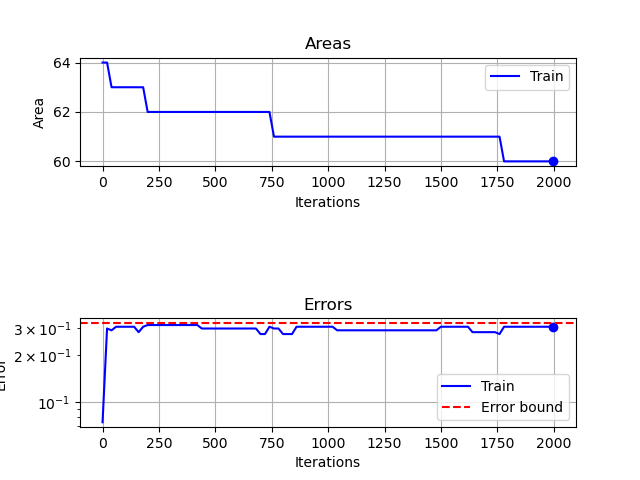 Areas
64
62
60
Area
Train
0 250 500 750 1000 1250 1500 1750 2000
Iterations
Errors
3 × 10⁻¹
2 × 10⁻¹
10⁻¹
Error
Train
Error bound
0 250 500 750 1000 1250 1500 1750 2000
Iterations